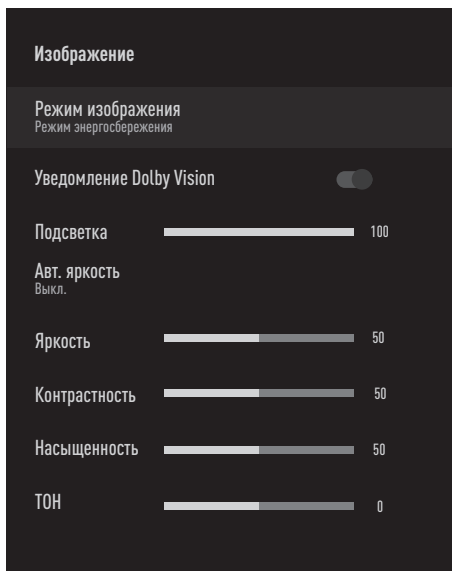 Изображение
Режим изображения
Режим энергосбережения
Уведомление Dolby Vision
Подсветка 100
Авт. яркость
Выкл.
Яркость 50
Контрастность 50
Насыщенность 50
ТОН 0